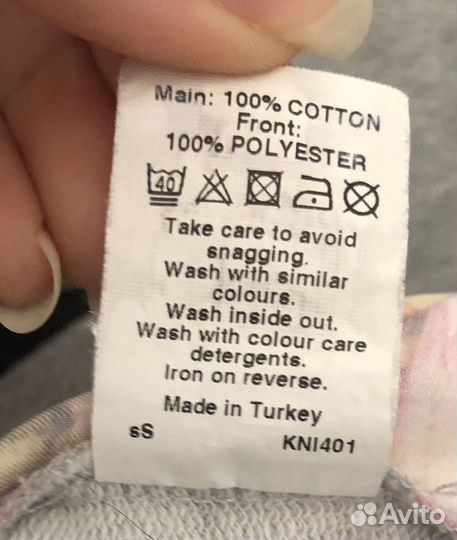 Main: 100% COTTON
Front:
100% POLYESTER
40
Take care to avoid
snagging.
Wash with similar
colours.
Wash inside out.
Wash with colour care
detergents.
Iron on reverse.
Made in Turkey
sS KNI401
Avito